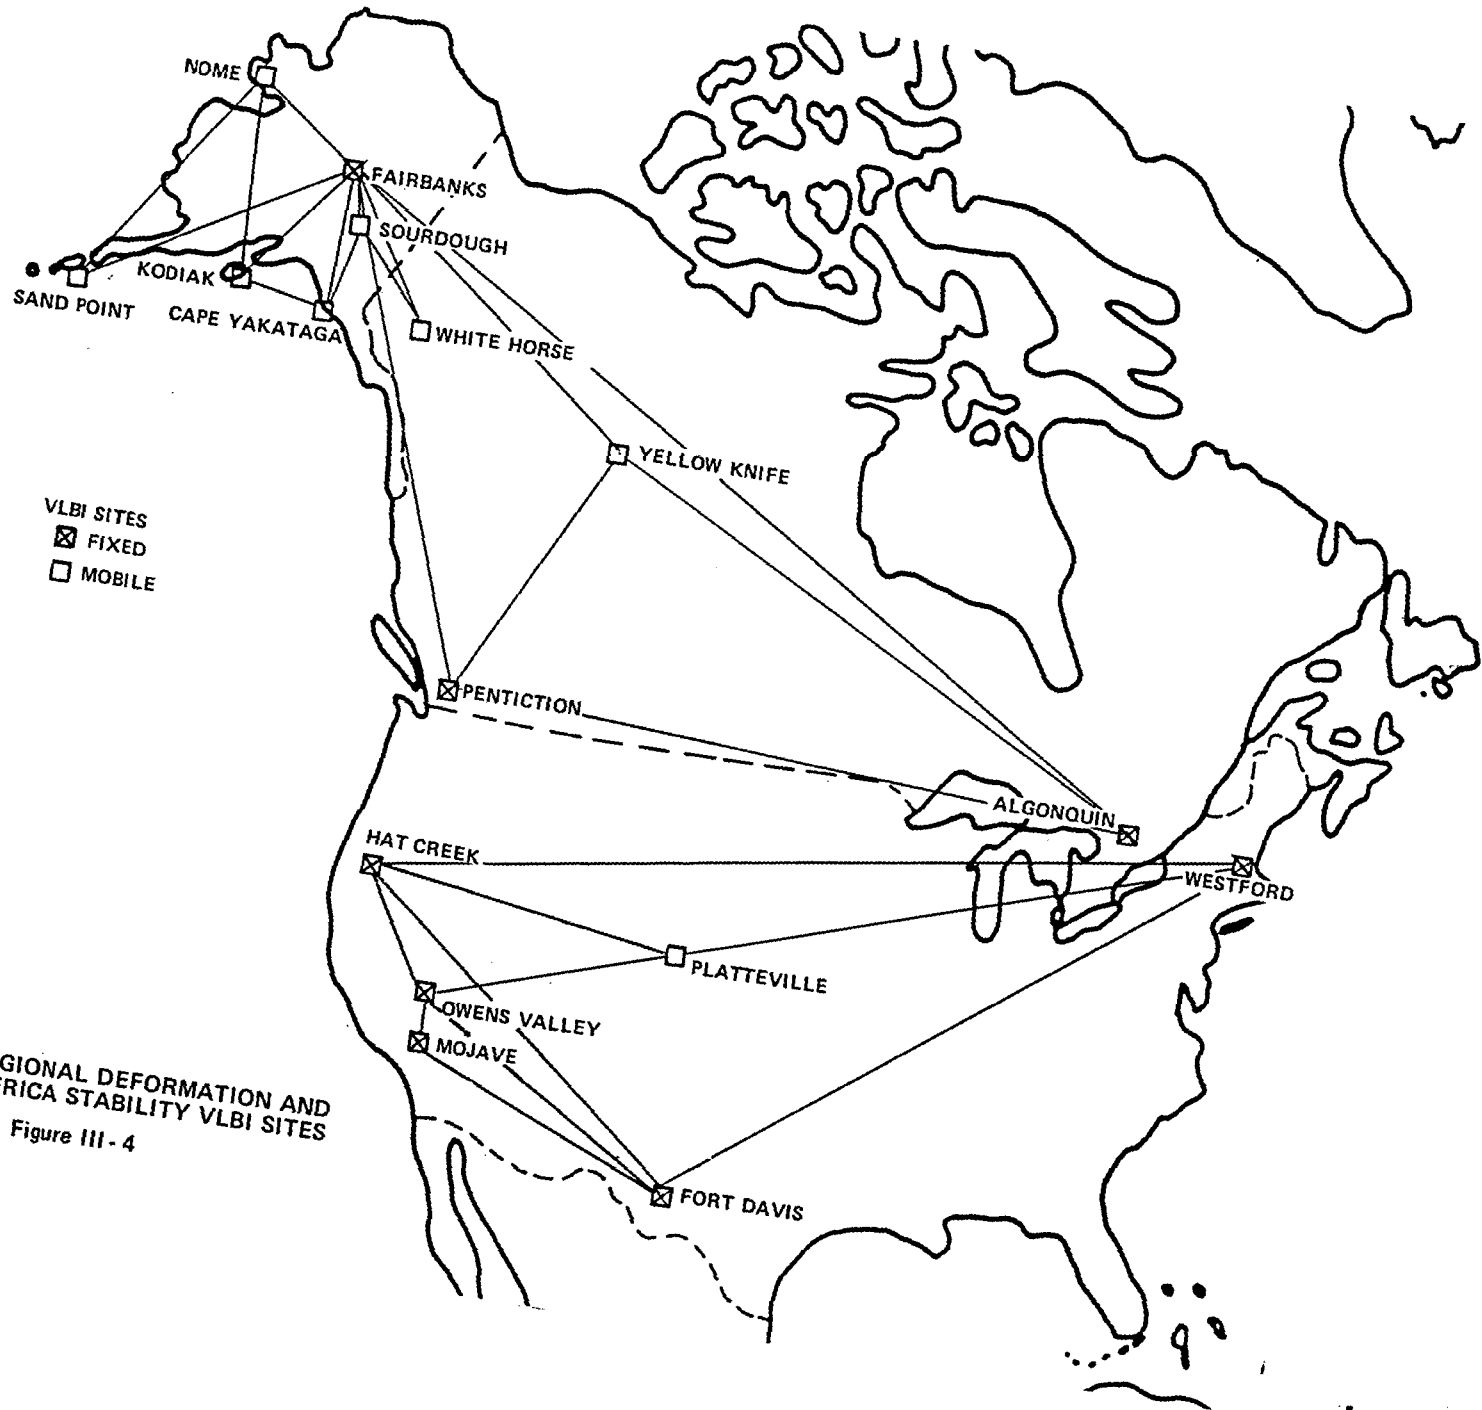 NOME
FAIRBANKS
SOURDOUGH
KODIAK
SAND POINT
CAPE YAKATAGA
WHITE HORSE
YELLOW KNIFE
VLBI SITES
FIXED
MOBILE
PENTICTION
ALGONQUIN
HAT CREEK
WESTFORD
PLATTEVILLE
OWENS VALLEY
MOJAVE
GIONAL DEFORMATION AND
RICA STABILITY VLBI SITES
Figure III-4
FORT DAVIS